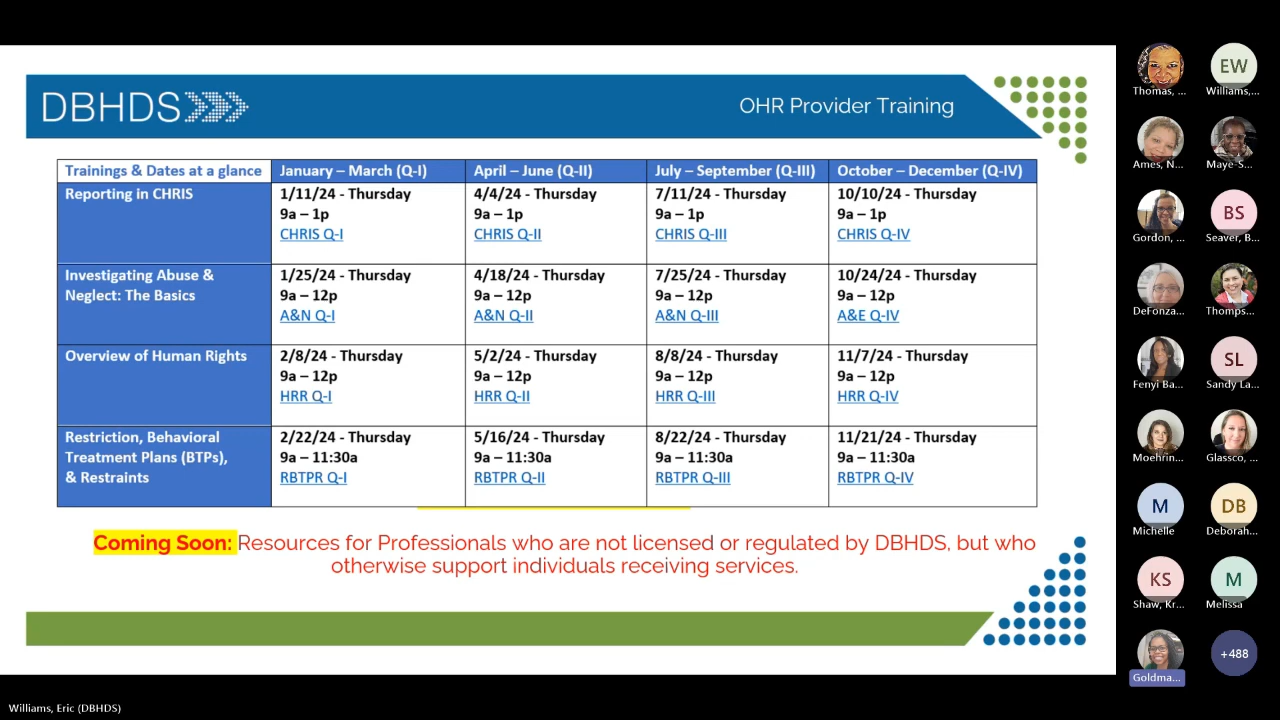 DBHDS
OHR Provider Training
Trainings & Dates at a glance
January – March (Q-I)
April – June (Q-II)
July – September (Q-III)
October – December (Q-IV)
Reporting in CHRIS
1/11/24 - Thursday
9a – 1p
CHRIS Q-I
4/4/24 - Thursday
9a – 1p
CHRIS Q-II
7/11/24 - Thursday
9a – 1p
CHRIS Q-III
10/10/24 - Thursday
9a – 1p
CHRIS Q-IV
Investigating Abuse &
Neglect: The Basics
1/25/24 - Thursday
9a – 12p
A&N Q-I
4/18/24 - Thursday
9a – 12p
A&N Q-II
7/25/24 - Thursday
9a – 12p
A&N Q-III
10/24/24 - Thursday
9a – 12p
A&E Q-IV
Overview of Human Rights
2/8/24 - Thursday
9a – 12p
HRR Q-I
5/2/24 - Thursday
9a – 12p
HRR Q-II
8/8/24 - Thursday
9a – 12p
HRR Q-III
11/7/24 - Thursday
9a – 12p
HRR Q-IV
Restriction, Behavioral
Treatment Plans (BTPs),
& Restraints
2/22/24 - Thursday
9a – 11:30a
RBTPR Q-I
5/16/24 - Thursday
9a – 11:30a
RBTPR Q-II
8/22/24 - Thursday
9a – 11:30a
RBTPR Q-III
11/21/24 - Thursday
9a – 11:30a
RBTPR Q-IV
Coming Soon: Resources for Professionals who are not licensed or regulated by DBHDS, but who
otherwise support individuals receiving services.
Thomas, ...
EW
Williams,...
Ames, N...
Maye-S...
Gordon, ...
BS
Seaver, B...
DeFonza...
Thomps...
Fenyi Ba...
SL
Sandy La...
Moehrin...
Glassco, ...
M
Michelle
DB
Deborah...
KS
Shaw, Kr...
M
Melissa
Goldma...
+488
Williams, Eric (DBHDS)